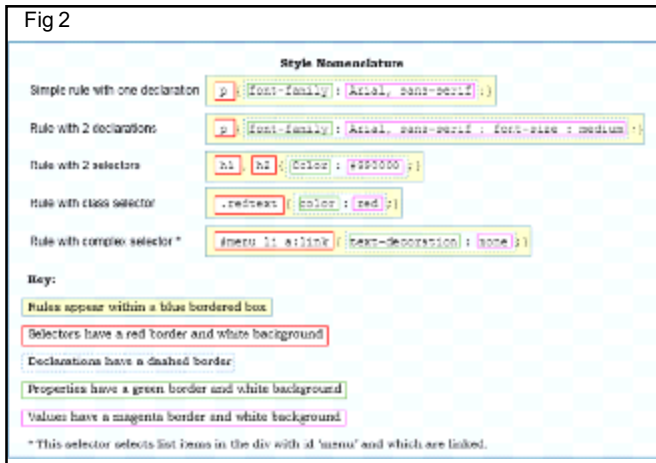 Fig 2
Style Nomenclature
Simple rule with one declaration p { font-family : Arial, sans-serif ; }
Rule with 2 declarations p { font-family : Arial, sans-serif ; font-size : medium }
Rule with 2 selectors h1 , h2 { Color : #990000 ; }
Rule with class selector .redtext { color : red ; }
Rule with complex selector * #menu li a:link { text-decoration : none ; }
Key:
Rules appear within a blue bordered box
Selectors have a red border and white background
Declarations have a dashed border
Properties have a green border and white background
Values have a magenta border and white background
* This selector selects list items in the div with id 'menu' and which are linked.